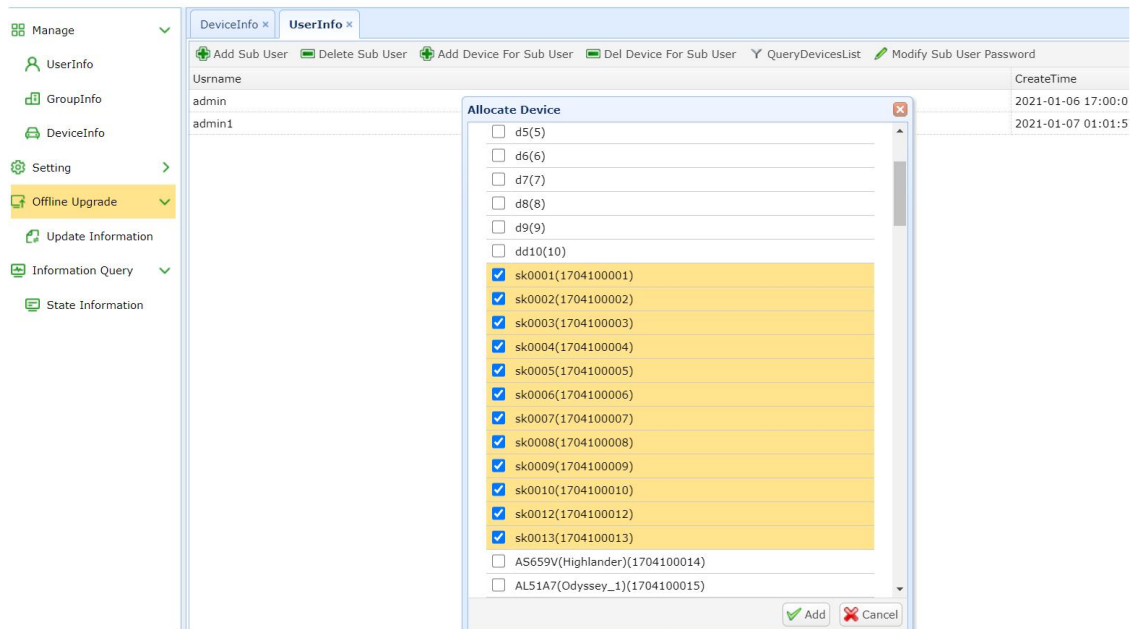 Manage
UserInfo
GroupInfo
DeviceInfo
Setting
Offline Upgrade
Update Information
Information Query
State Information
DeviceInfo × UserInfo ×
Add Sub User Delete Sub User Add Device For Sub User Del Device For Sub User QueryDevicesList Modify Sub User Password
Usrname CreateTime
admin 2021-01-06 17:00:0
admin1 2021-01-07 01:01:5
Allocate Device
d5(5)
d6(6)
d7(7)
d8(8)
d9(9)
dd10(10)
sk0001(1704100001)
sk0002(1704100002)
sk0003(1704100003)
sk0004(1704100004)
sk0005(1704100005)
sk0006(1704100006)
sk0007(1704100007)
sk0008(1704100008)
sk0009(1704100009)
sk0010(1704100010)
sk0012(1704100012)
sk0013(1704100013)
AS659V(Highlander)(1704100014)
AL51A7(Odyssey_1)(1704100015)
Add Cancel